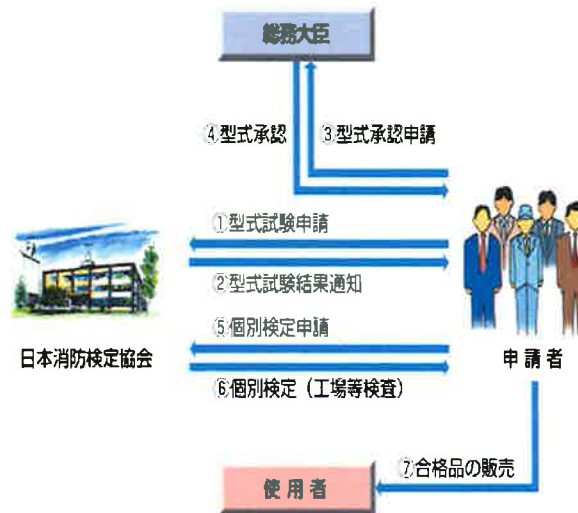 総務大臣
④型式承認
③型式承認申請
①型式試験申請
②型式試験結果通知
⑤個別検定申請
日本消防検定協会
申請者
⑥個別検定（工場等検査）
⑦合格品の販売
使用者